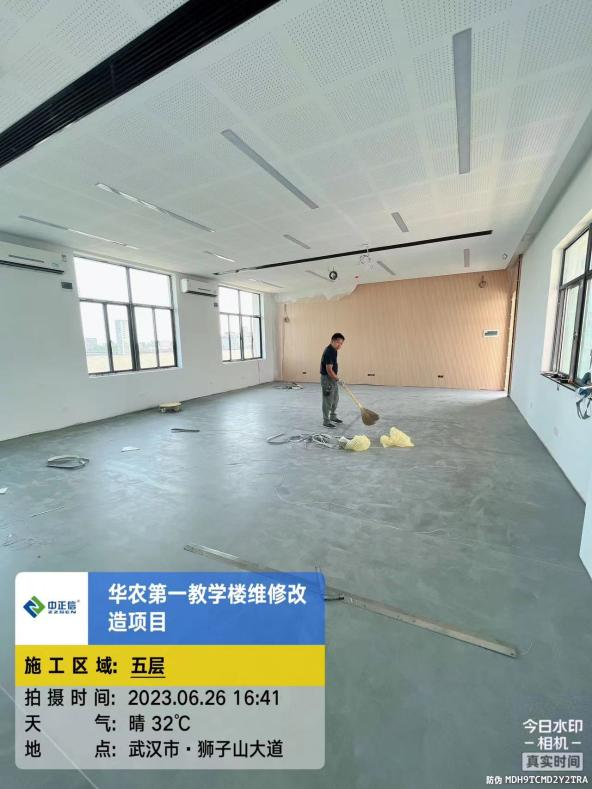 中正信®
ZZSCN
华农第一教学楼维修改
造项目
施工区域: 五层
拍摄时间: 2023.06.26 16:41
天气: 晴 32℃
地点: 武汉市·狮子山大道
今日水印
相机
真实时间
防伪 MDH9TCMD2Y2TRA